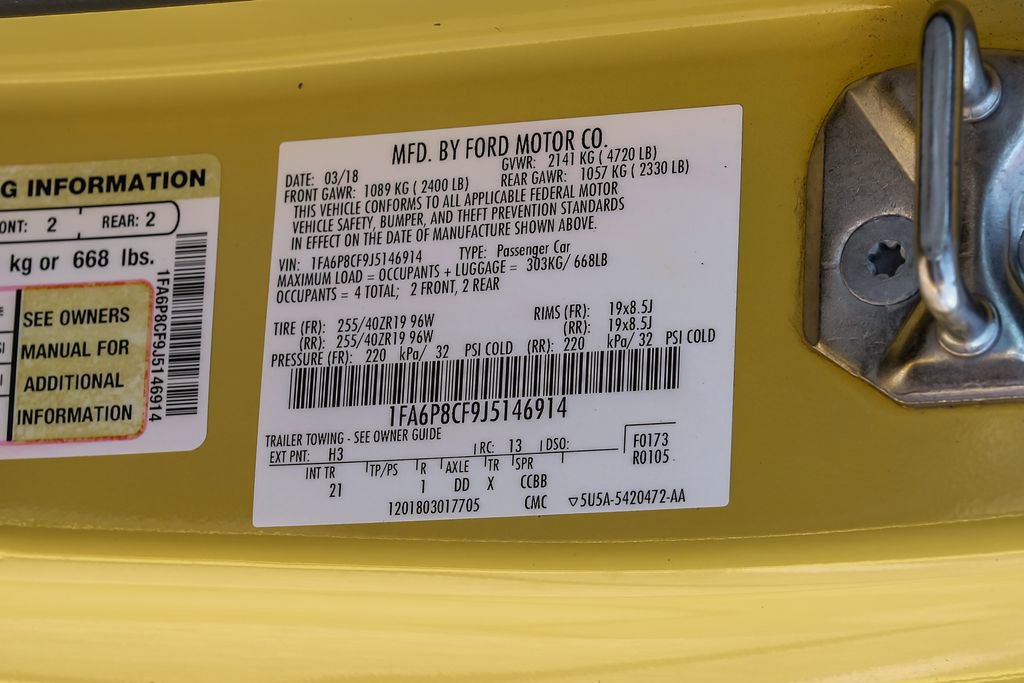 G INFORMATION
ONT: 2 REAR: 2
kg or 668 lbs.
SEE OWNERS
MANUAL FOR
ADDITIONAL
INFORMATION
1FA6P8CF9J5146914
MFD. BY FORD MOTOR CO.
DATE: 03/18 GVWR: 2141 KG ( 4720 LB)
FRONT GAWR: 1089 KG ( 2400 LB) REAR GAWR: 1057 KG ( 2330 LB)
THIS VEHICLE CONFORMS TO ALL APPLICABLE FEDERAL MOTOR
VEHICLE SAFETY, BUMPER, AND THEFT PREVENTION STANDARDS
IN EFFECT ON THE DATE OF MANUFACTURE SHOWN ABOVE.
VIN: 1FA6P8CF9J5146914 TYPE: Passenger Car
MAXIMUM LOAD = OCCUPANTS + LUGGAGE = 303KG/ 668LB
OCCUPANTS = 4 TOTAL; 2 FRONT, 2 REAR
TIRE (FR): 255/40ZR19 96W RIMS (FR): 19x8.5J
(RR): 255/40ZR19 96W (RR): 19x8.5J
PRESSURE (FR): 220 kPa/ 32 PSI COLD (RR): 220 kPa/ 32 PSI COLD
1FA6P8CF9J5146914
TRAILER TOWING - SEE OWNER GUIDE
EXT PNT: H3 RC: 13 DSO: F0173
R0105
INT TR TP/PS R AXLE TR SPR
21 1 DD X CCBB
1201803017705 CMC ▽5U5A-5420472-AA